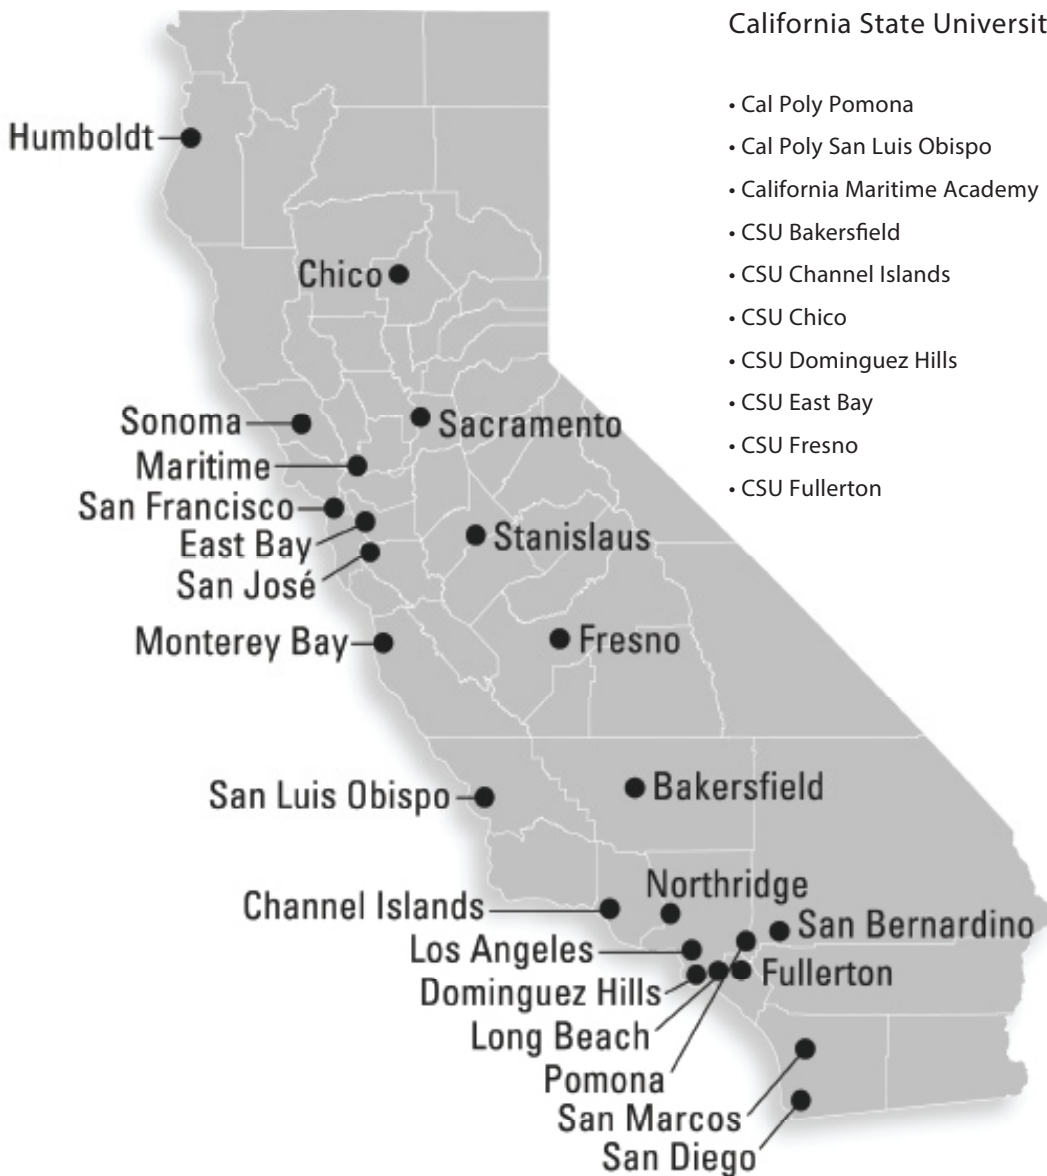 California State Universit
• Cal Poly Pomona
• Cal Poly San Luis Obispo
• California Maritime Academy
• CSU Bakersfield
• CSU Channel Islands
• CSU Chico
• CSU Dominguez Hills
• CSU East Bay
• CSU Fresno
• CSU Fullerton
Humboldt
Chico
Sonoma
Sacramento
Maritime
San Francisco
East Bay
Stanislaus
San José
Monterey Bay
Fresno
San Luis Obispo
Bakersfield
Northridge
Channel Islands
San Bernardino
Los Angeles
Fullerton
Dominguez Hills
Long Beach
Pomona
San Marcos
San Diego